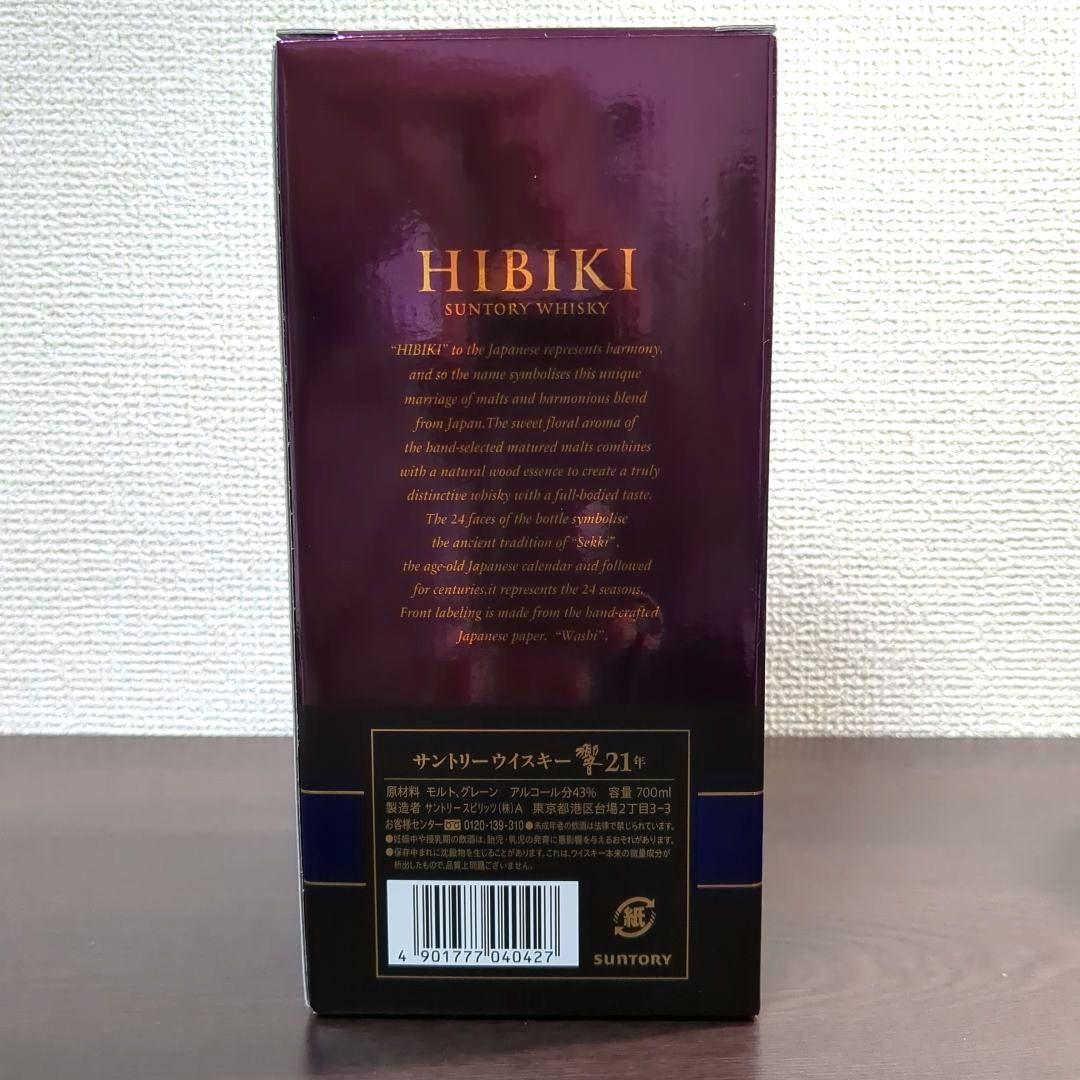 HIBIKI
SUNTORY WHISKY
“HIBIKI” to the Japanese represents harmony,
and so the name symbolises this unique
marriage of malts and harmonious blend
from Japan.The sweet floral aroma of
the hand-selected matured malts combines
with a natural wood essence to create a truly
distinctive whisky with a full-bodied taste.
The 24 faces of the bottle symbolise
the ancient tradition of “Sekki”,
the age-old Japanese calendar and followed
for centuries,it represents the 24 seasons.
Front labeling is made from the hand-crafted
Japanese paper. “Washi”.
サントリーウイスキー 響 21年
原材料 モルト、グレーン アルコール分43% 容量 700ml
製造者 サントリースピリッツ(株)A 東京都港区台場2丁目3-3
お客様センター 0120-139-310 ●未成年者の飲酒は法律で禁じられています。
●妊娠中や授乳期の飲酒は、胎児・乳児の発育に悪影響を与えるおそれがあります。
●保存中まれに沈殿物を生じることがあります。これは、ウイスキー本来の微量成分が
析出したもので、品質上問題ございません。
紙
4 901777 040427
SUNTORY